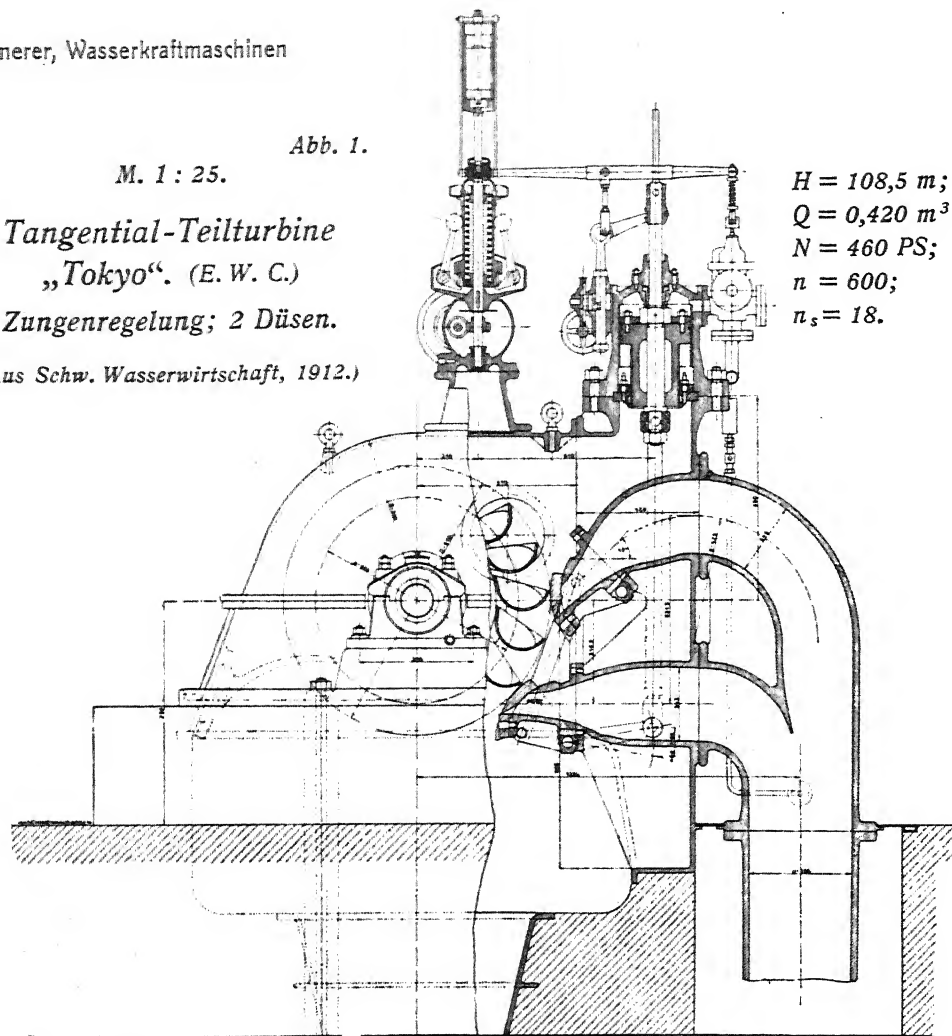 nerer, Wasserkraftmaschinen
Abb. 1.
M. 1 : 25.
Tangential-Teilturbine
„Tokyo“. (E. W. C.)
Zungenregelung; 2 Düsen.
us Schw. Wasserwirtschaft, 1912.)
H = 108,5 m;
Q = 0,420 m³
N = 460 PS;
n = 600;
nₛ = 18.